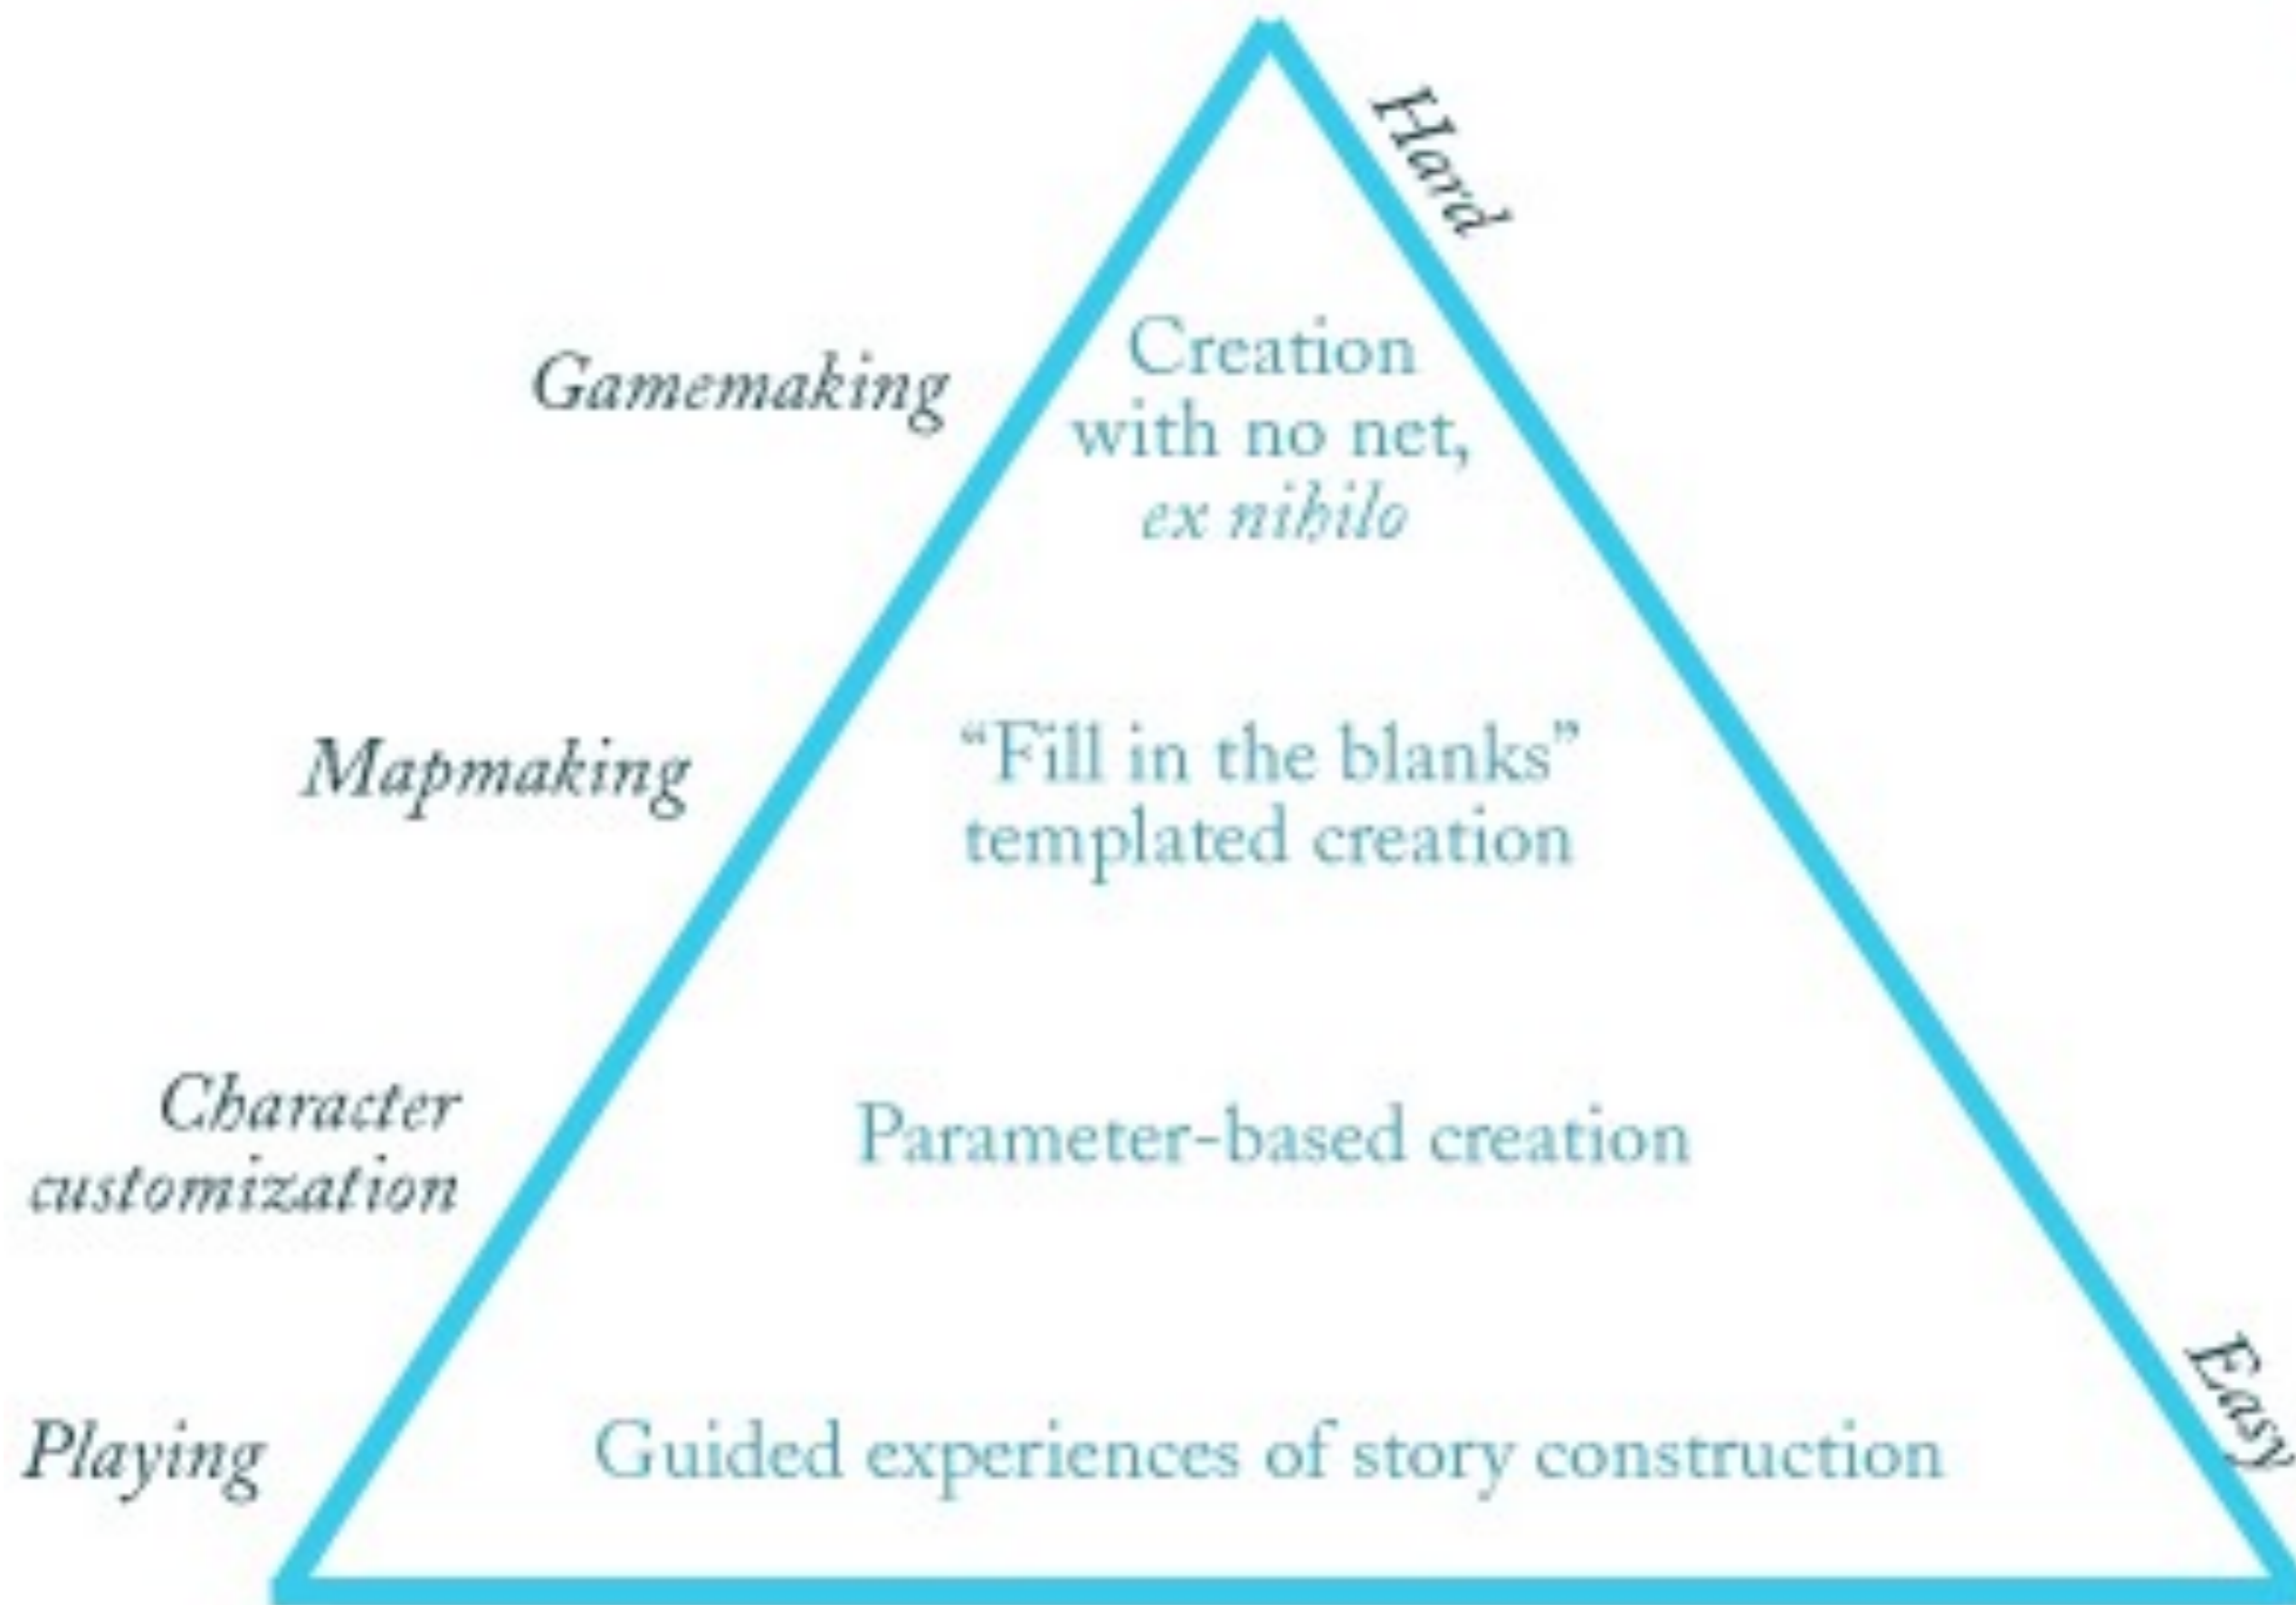 Hard
Gamemaking
Creation
with no net,
ex nihilo
Mapmaking
“Fill in the blanks”
templated creation
Character
customization
Parameter-based creation
Easy
Playing
Guided experiences of story construction